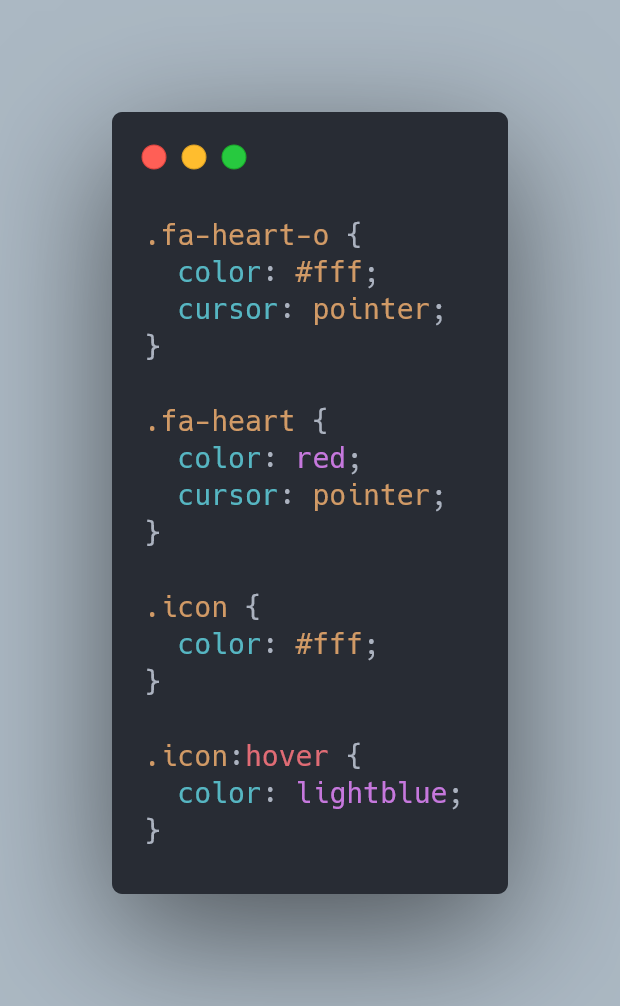 .fa-heart-o {
  color: #fff;
  cursor: pointer;
}

.fa-heart {
  color: red;
  cursor: pointer;
}

.icon {
  color: #fff;
}

.icon:hover {
  color: lightblue;
}